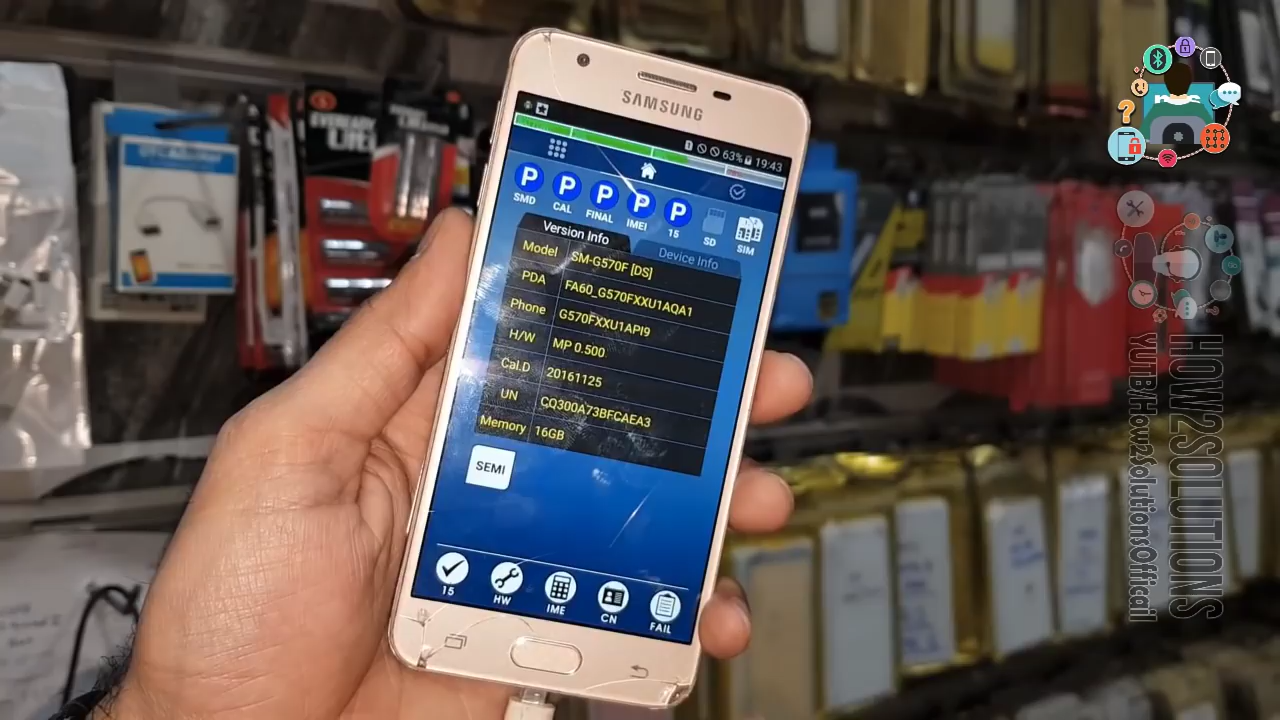 SAMSUNG
63% 19:43
SMD
CAL
FINAL
IMEI
15
SD
SIM
Version Info
Device Info
Model SM-G570F [DS]
PDA FA60_G570FXXU1AQA1
Phone G570FXXU1API9
H/W MP 0.500
Cal.D 20161125
UN CQ300A73BFCAEA3
Memory 16GB
SEMI
15
HW
IME
CN
FAIL
EVEREADY
HOW2SOLUTIONS
YUTB/How2SolutionsOffcail